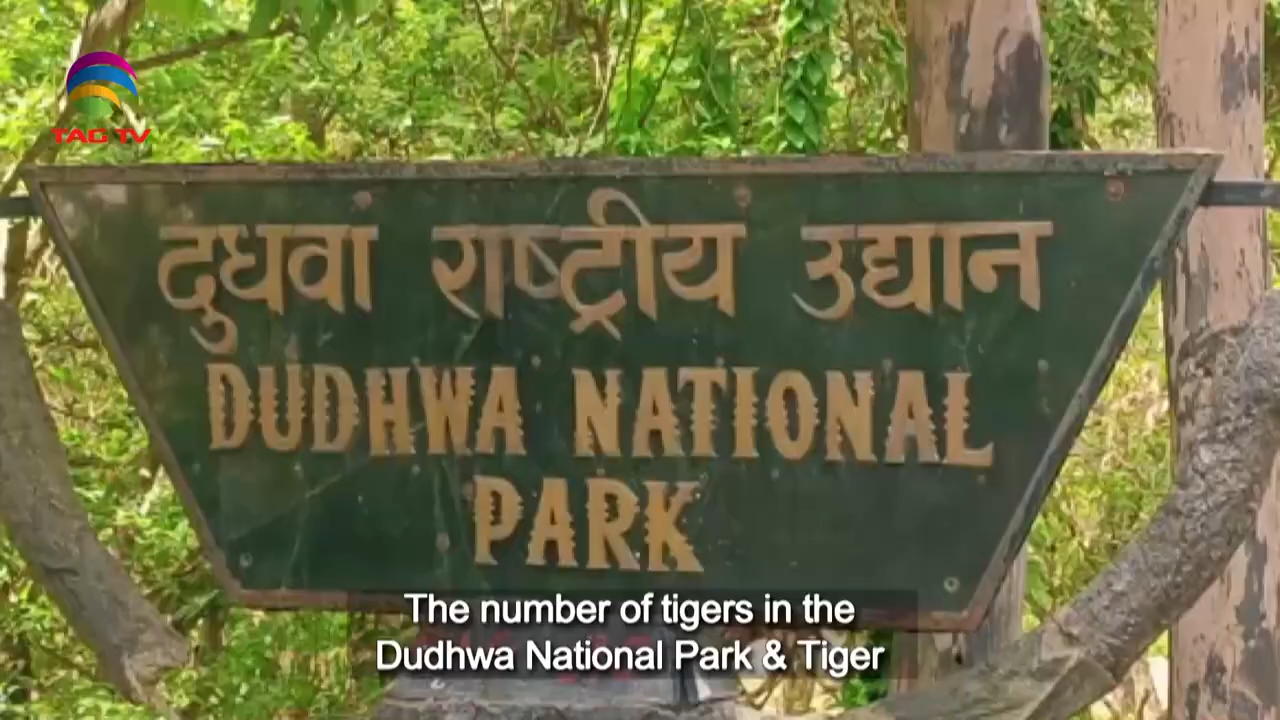 TAG TV
दुधवा राष्ट्रीय उद्यान
DUDHWA NATIONAL
PARK
The number of tigers in the
Dudhwa National Park & Tiger